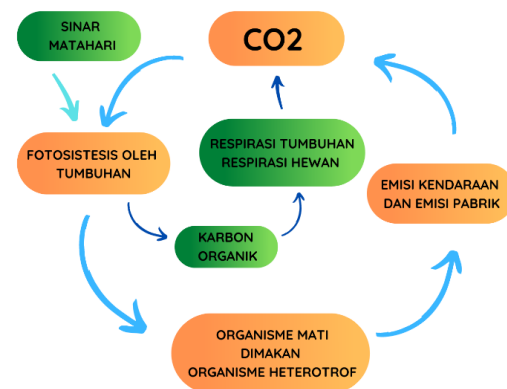 SINAR
MATAHARI
CO2
FOTOSISTESIS OLEH
TUMBUHAN
RESPIRASI TUMBUHAN
RESPIRASI HEWAN
EMISI KENDARAAN
DAN EMISI PABRIK
KARBON
ORGANIK
ORGANISME MATI
DIMAKAN
ORGANISME HETEROTROF